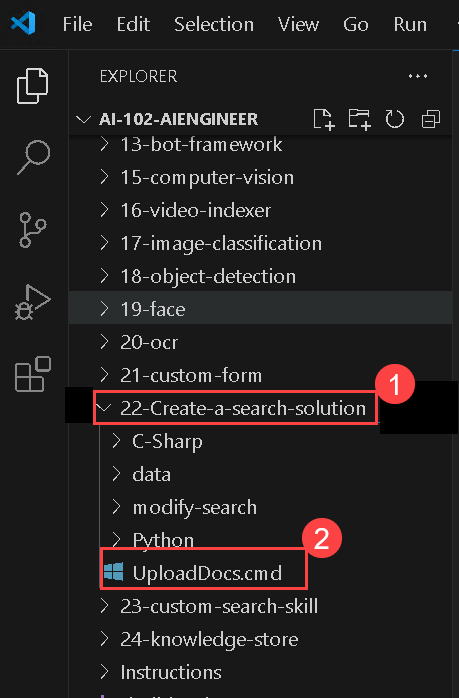 File Edit Selection View Go Run
EXPLORER
AI-102-AIENGINEER
13-bot-framework
15-computer-vision
16-video-indexer
17-image-classification
18-object-detection
19-face
20-ocr
21-custom-form
1
22-Create-a-search-solution
C-Sharp
data
modify-search
Python
2
UploadDocs.cmd
23-custom-search-skill
24-knowledge-store
Instructions